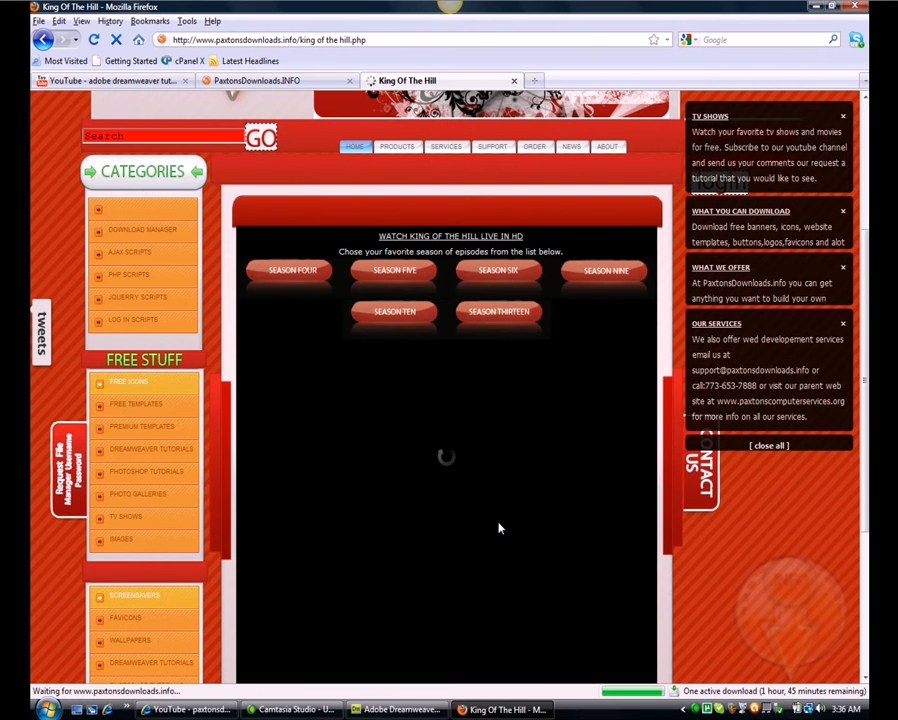 King Of The Hill - Mozilla Firefox
File Edit View History Bookmarks Tools Help
http://www.paxtonsdownloads.info/king of the hill.php
Google
Most Visited Getting Started cPanel X Latest Headlines
YouTube - adobe dreamweaver tut...
PaxtonsDownloads.INFO
King Of The Hill
Search
GO
HOME PRODUCTS SERVICES SUPPORT ORDER NEWS ABOUT
CATEGORIES
DOWNLOAD MANAGER
AJAX SCRIPTS
PHP SCRIPTS
JQUERRY SCRIPTS
LOG IN SCRIPTS
FREE STUFF
FREE ICONS
FREE TEMPLATES
PREMIUM TEMPLATES
DREAMWEAVER TUTORIALS
PHOTOSHOP TUTORIALS
PHOTO GALLERIES
TV SHOWS
IMAGES
SCREENSAVERS
FAVICONS
WALLPAPERS
DREAMWEAVER TUTORIALS
tweets
Request File
Manager Username
Password
WATCH KING OF THE HILL LIVE IN HD
Chose your favorite season of episodes from the list below.
SEASON FOUR
SEASON FIVE
SEASON SIX
SEASON NINE
SEASON TEN
SEASON THIRTEEN
TV SHOWS
Watch your favorite tv shows and movies
for free. Subscribe to our youtube channel
and send us your comments our request a
tutorial that you would like to see.
login
WHAT YOU CAN DOWNLOAD
Download free banners, icons, website
templates, buttons,logos,favicons and alot
WHAT WE OFFER
At PaxtonsDownloads.info you can get
anything you want to build your own
OUR SERVICES
We also offer wed developement services
email us at
support@paxtonsdownloads.info or
call:773-653-7888 or visit our parent web
site at www.paxtonscomputerservices.org
for more info on all our services.
[ close all ]
CONTACT
US
Waiting for www.paxtonsdownloads.info...
One active download (1 hour, 45 minutes remaining)
YouTube - paxtonsd...
Camtasia Studio - U...
Adobe Dreamweave...
King Of The Hill - M...
3:36 AM